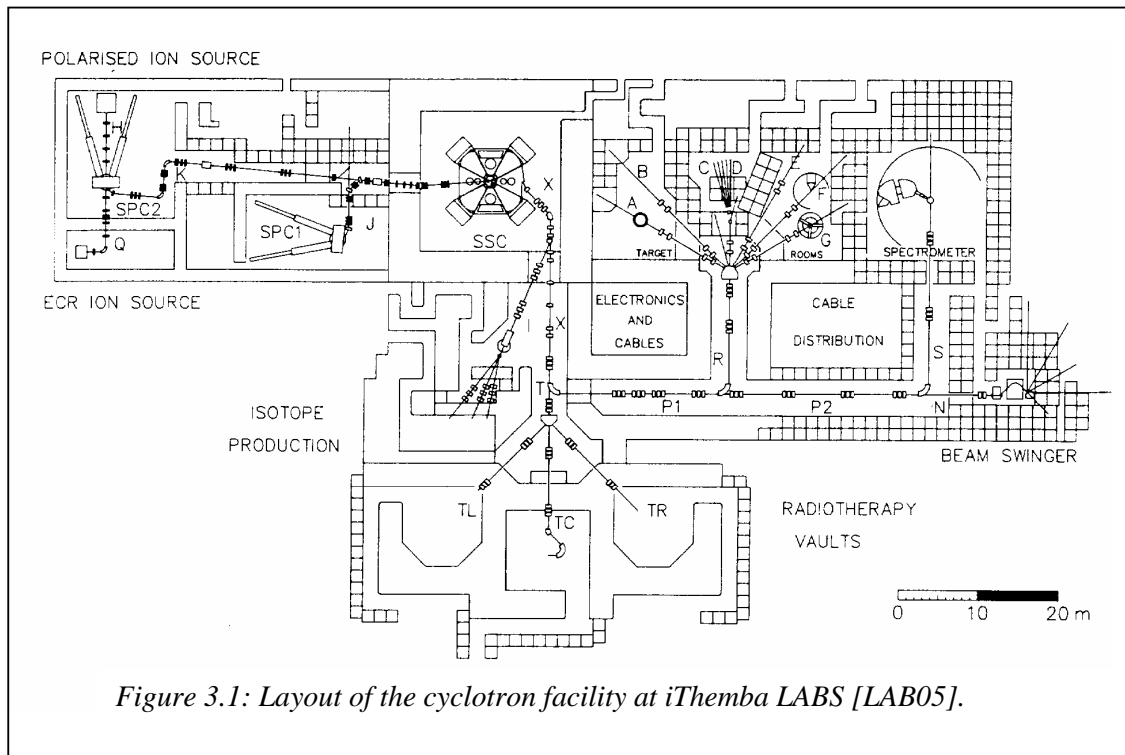 POLARISED ION SOURCE
H
K
SPC2
Q
ECR ION SOURCE
SPC1
J
SSC
X
B
A
C D
F
G
TARGET
ROOMS
SPECTROMETER
I
X
ELECTRONICS
AND
CABLES
CABLE
DISTRIBUTION
R
S
T
P1
P2
N
ISOTOPE
PRODUCTION
BEAM SWINGER
TL
TC
TR
RADIOTHERAPY
VAULTS
0 10 20 m
Figure 3.1: Layout of the cyclotron facility at iThemba LABS [LAB05].